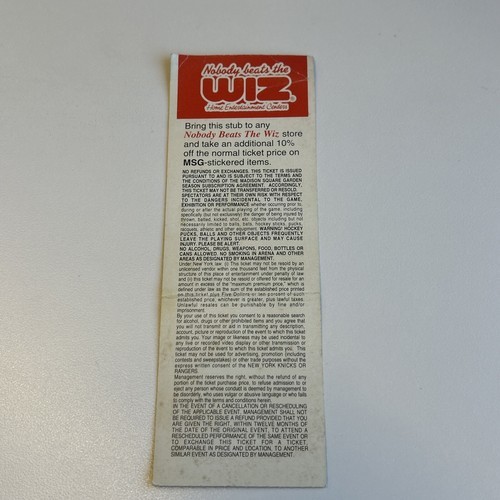 Nobody beats the
WIZ
Home Entertainment Centers
Bring this stub to any
Nobody Beats The Wiz store
and take an additional 10%
off the normal ticket price on
MSG-stickered items.
NO REFUNDS OR EXCHANGES. THIS TICKET IS ISSUED
PURSUANT TO AND IS SUBJECT TO THE TERMS AND
THE CONDITIONS OF THE MADISON SQUARE GARDEN
SEASON SUBSCRIPTION AGREEMENT. ACCORDINGLY,
THIS TICKET MAY NOT BE TRANSFERRED OR RESOLD.
SPECTATORS ARE AT THEIR OWN RISK WITH RESPECT
TO THE DANGERS INCIDENTAL TO THE GAME,
EXHIBITION OR PERFORMANCE whether occurring prior to,
during or after the actual playing of the game, including
specifically (but not exclusively) the danger of being injured by
thrown, batted, kicked, shot, etc. objects including but not
necessarily limited to balls, bats, hockey sticks, pucks,
racquets, athletic and other equipment. WARNING! HOCKEY
PUCKS, BALLS AND OTHER OBJECTS FREQUENTLY
LEAVE THE PLAYING SURFACE AND MAY CAUSE
INJURY. PLEASE BE ALERT.
NO ALCOHOL, DRUGS, WEAPONS, FOOD, BOTTLES OR
CANS ALLOWED. NO SMOKING IN ARENA AND OTHER
AREAS AS DESIGNATED BY MANAGEMENT.
Under New York law: (i) This ticket may not be resold by an
unlicensed vendor within one thousand feet from the physical
structure of this place of entertainment under penalty of law
and (ii) this ticket may not be resold or offered for resale for an
amount in excess of the "maximum premium price," which is
defined under law as the sum of the established price printed
on this ticket plus Five Dollars or ten percent of such
established price, whichever is greater, plus lawful taxes.
Unlawful resales can be punishable by fine and/or
imprisonment.
By your use of this ticket you consent to a reasonable search
for alcohol, drugs or other prohibited items and you agree that
you will not transmit or aid in transmitting any description,
account, picture or reproduction of the event to which this ticket
admits you. Your image or likeness may be used incidental to
any live or recorded video display or other transmission or
reproduction of the event to which this ticket admits you. This
ticket may not be used for advertising, promotion (including
contests and sweepstakes) or other trade purposes without the
express written consent of the NEW YORK KNICKS OR
RANGERS.
Management reserves the right, without the refund of any
portion of the ticket purchase price, to refuse admission to or
eject any person whose conduct is deemed by management to
be disorderly, who uses vulgar or abusive language or who fails
to comply with the terms and conditions herein.
IN THE EVENT OF A CANCELLATION OR RESCHEDULING
OF THE APPLICABLE EVENT, MANAGEMENT SHALL NOT
BE REQUIRED TO ISSUE A REFUND PROVIDED THAT YOU
ARE GIVEN THE RIGHT, WITHIN TWELVE MONTHS OF
THE DATE OF THE ORIGINAL EVENT, TO ATTEND A
RESCHEDULED PERFORMANCE OF THE SAME EVENT OR
TO EXCHANGE THIS TICKET FOR A TICKET,
COMPARABLE IN PRICE AND LOCATION, TO ANOTHER
SIMILAR EVENT AS DESIGNATED BY MANAGEMENT.